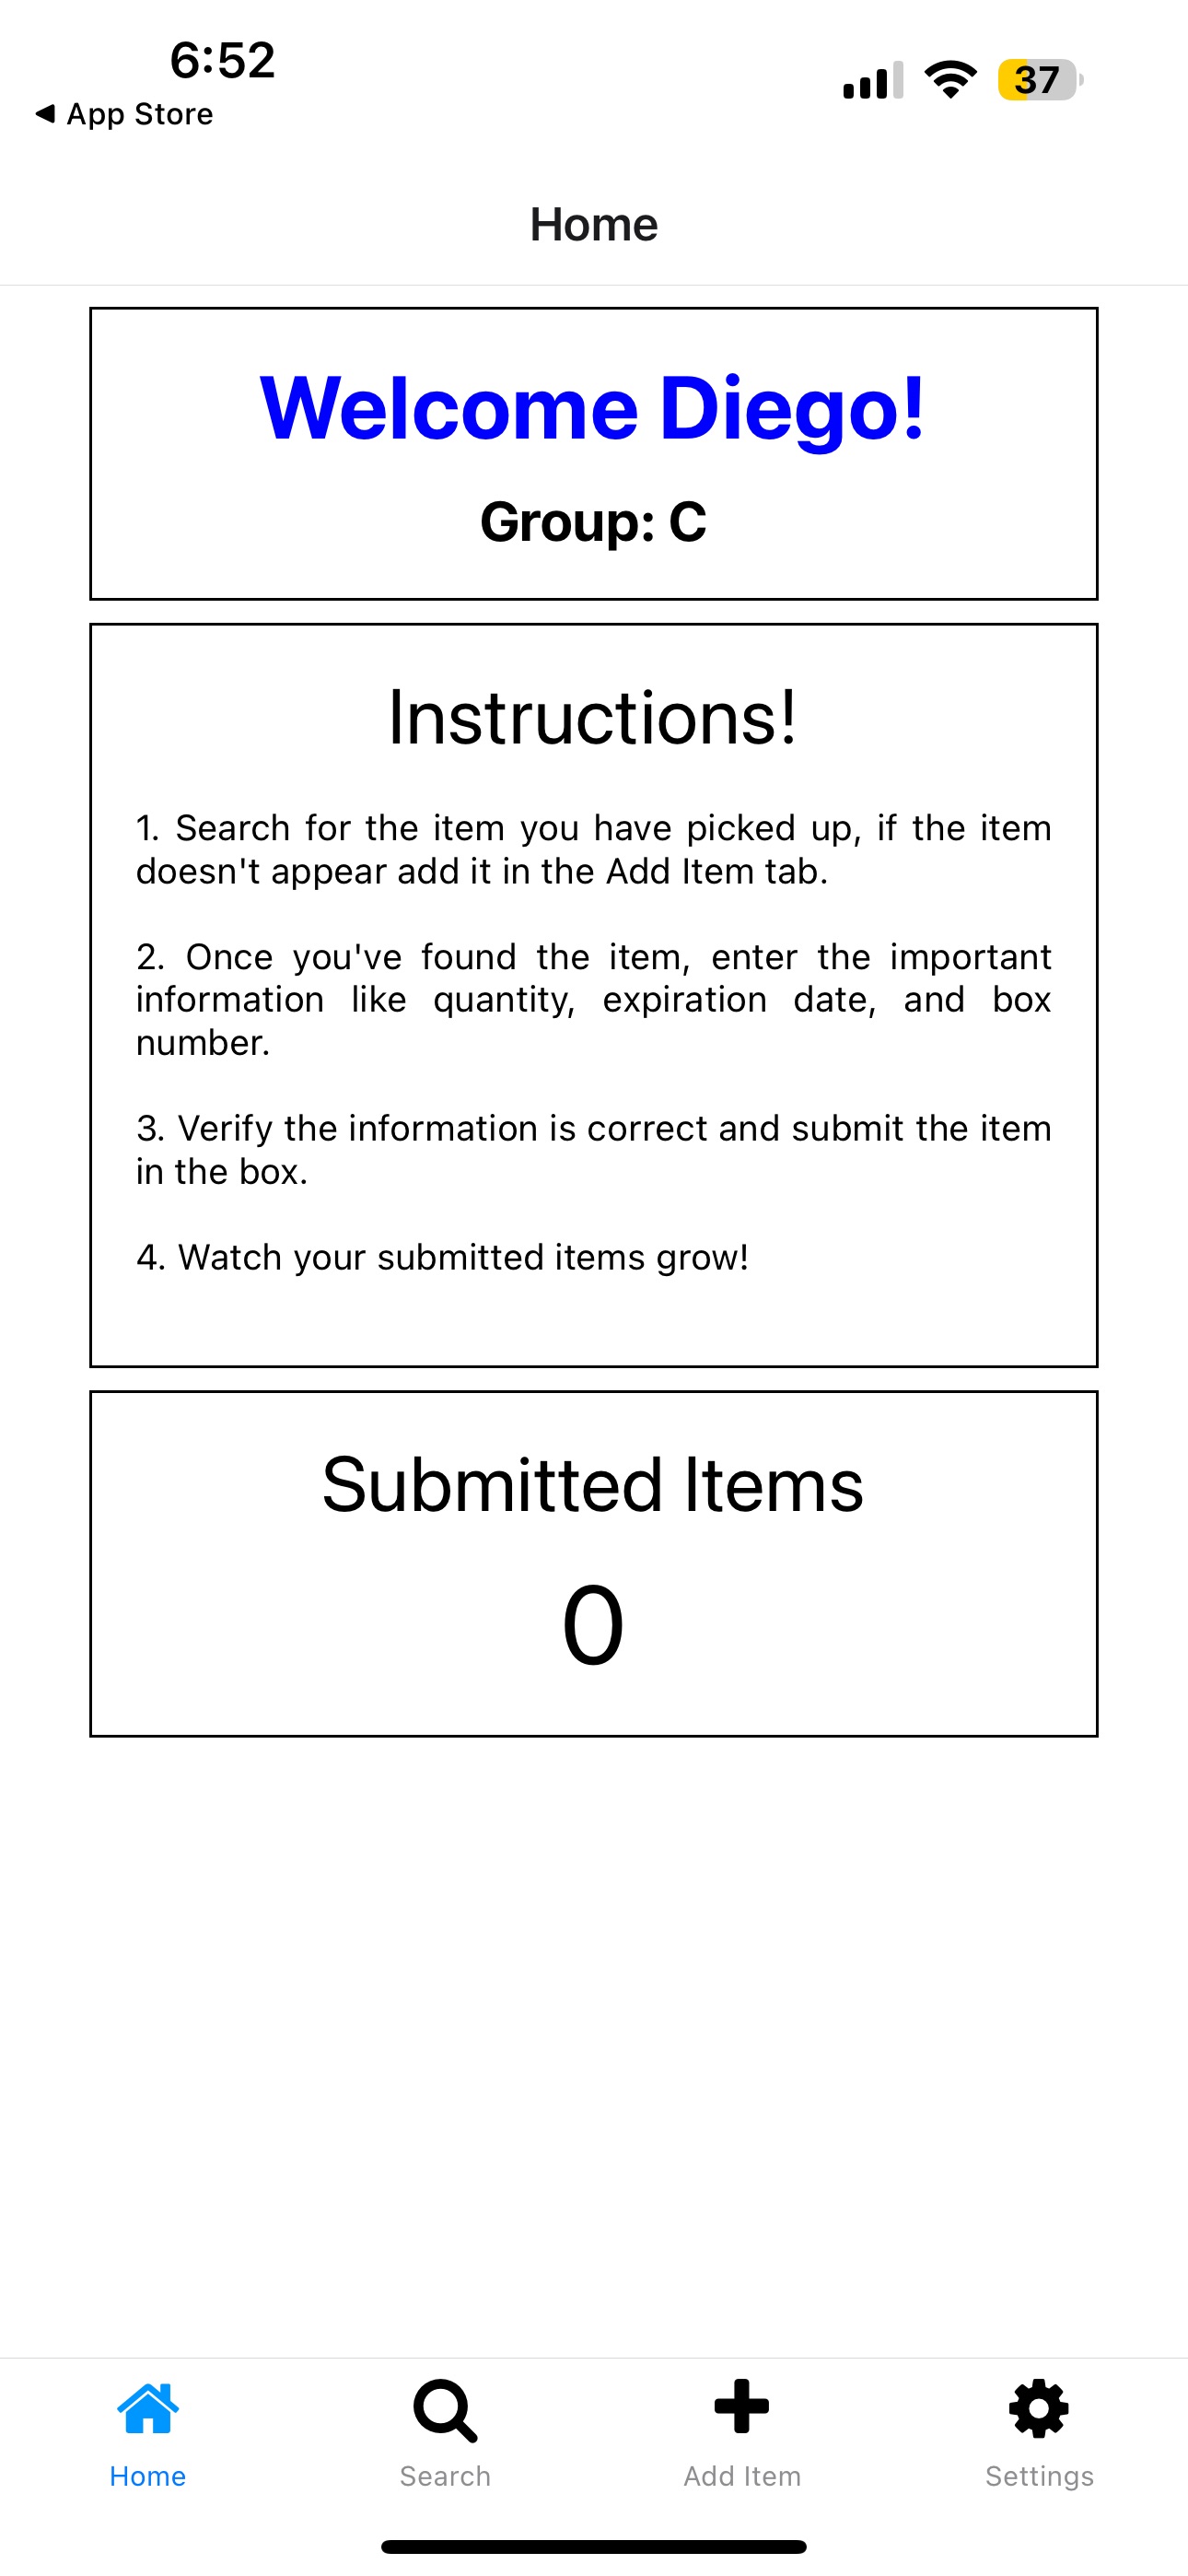 6:52
37
◀ App Store
Home
Welcome Diego!
Group: C
Instructions!
1. Search for the item you have picked up, if the item
doesn't appear add it in the Add Item tab.
2. Once you've found the item, enter the important
information like quantity, expiration date, and box
number.
3. Verify the information is correct and submit the item
in the box.
4. Watch your submitted items grow!
Submitted Items
0
Home
Search
Add Item
Settings